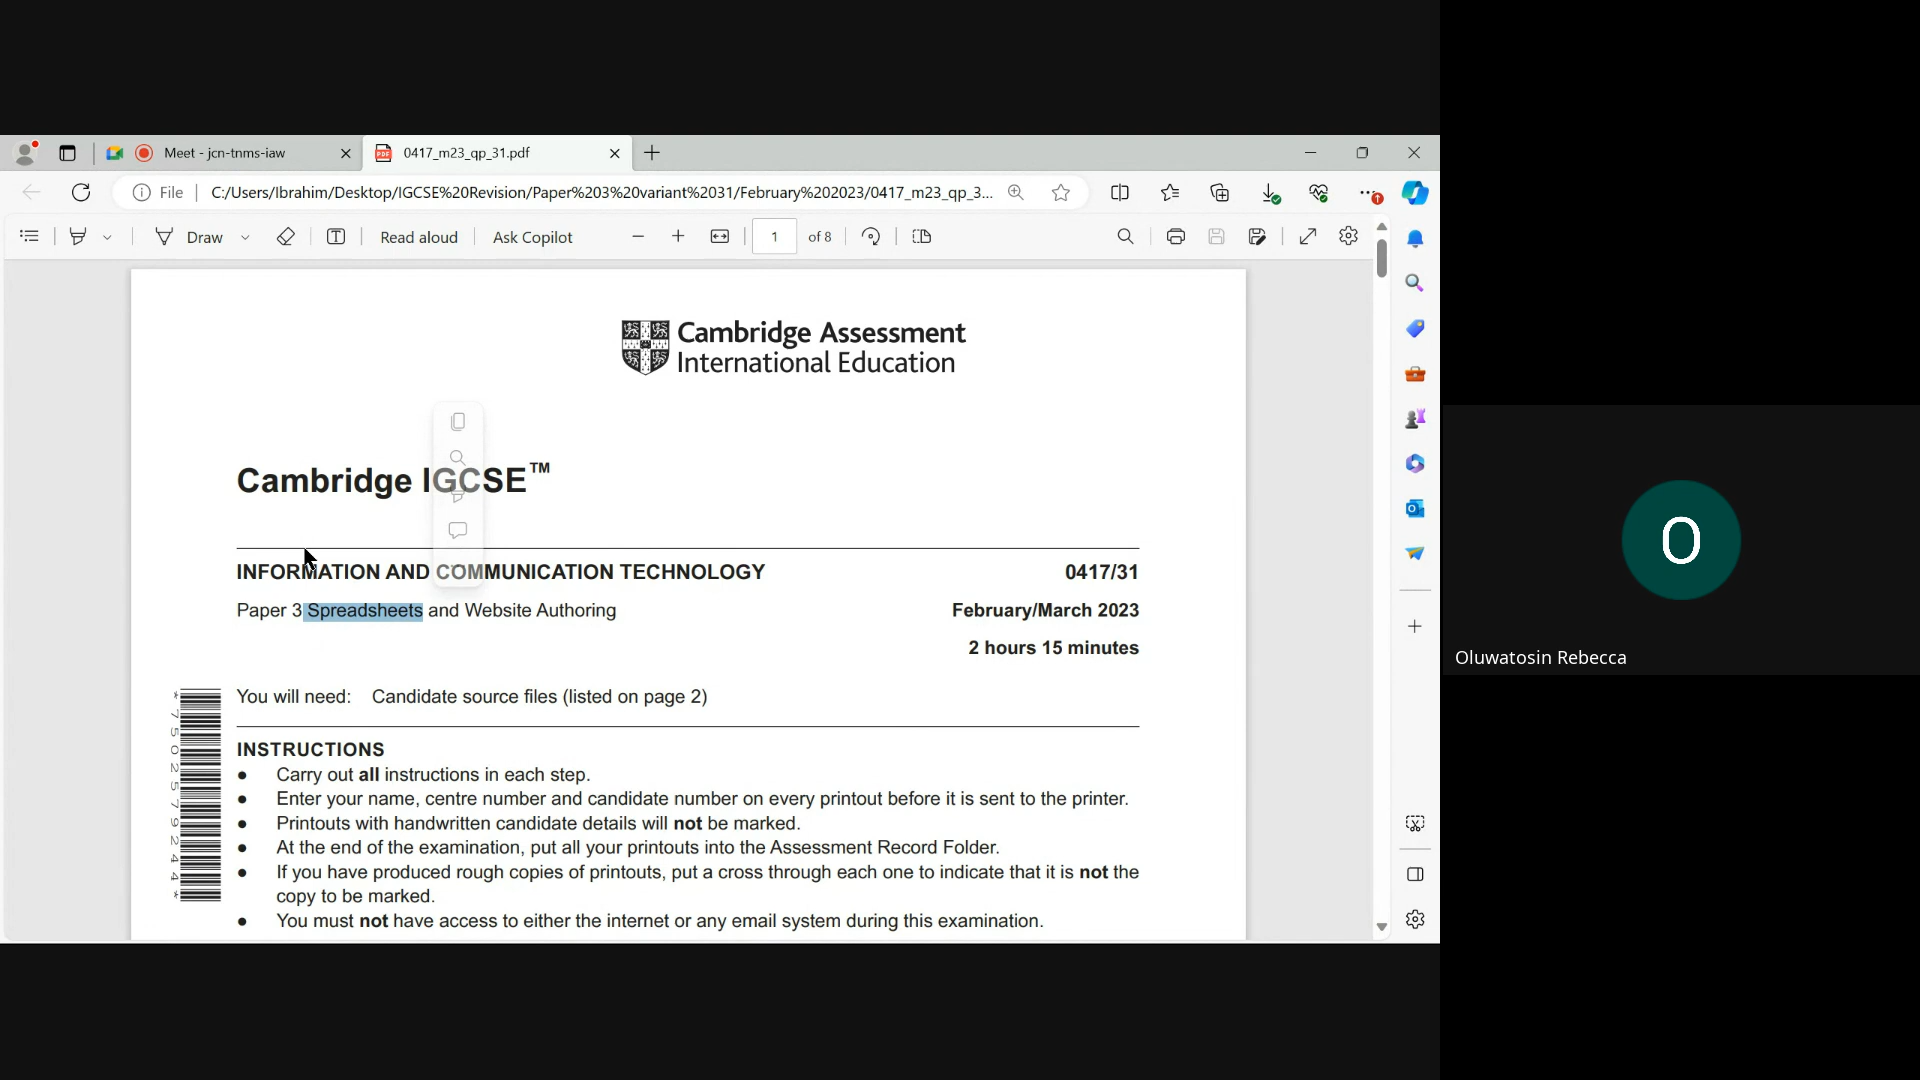 Meet - jcn-tnms-iaw
0417_m23_qp_31.pdf
File
C:/Users/Ibrahim/Desktop/IGCSE%20Revision/Paper%203%20variant%2031/February%202023/0417_m23_qp_3...
Draw
Read aloud
Ask Copilot
1
of 8
Cambridge Assessment
International Education
Cambridge IGCSE™
INFORMATION AND COMMUNICATION TECHNOLOGY 0417/31
Paper 3 Spreadsheets and Website Authoring February/March 2023
2 hours 15 minutes
You will need: Candidate source files (listed on page 2)
INSTRUCTIONS
● Carry out all instructions in each step.
● Enter your name, centre number and candidate number on every printout before it is sent to the printer.
● Printouts with handwritten candidate details will not be marked.
● At the end of the examination, put all your printouts into the Assessment Record Folder.
● If you have produced rough copies of printouts, put a cross through each one to indicate that it is not the
copy to be marked.
● You must not have access to either the internet or any email system during this examination.
*7502579244*
O
Oluwatosin Rebecca